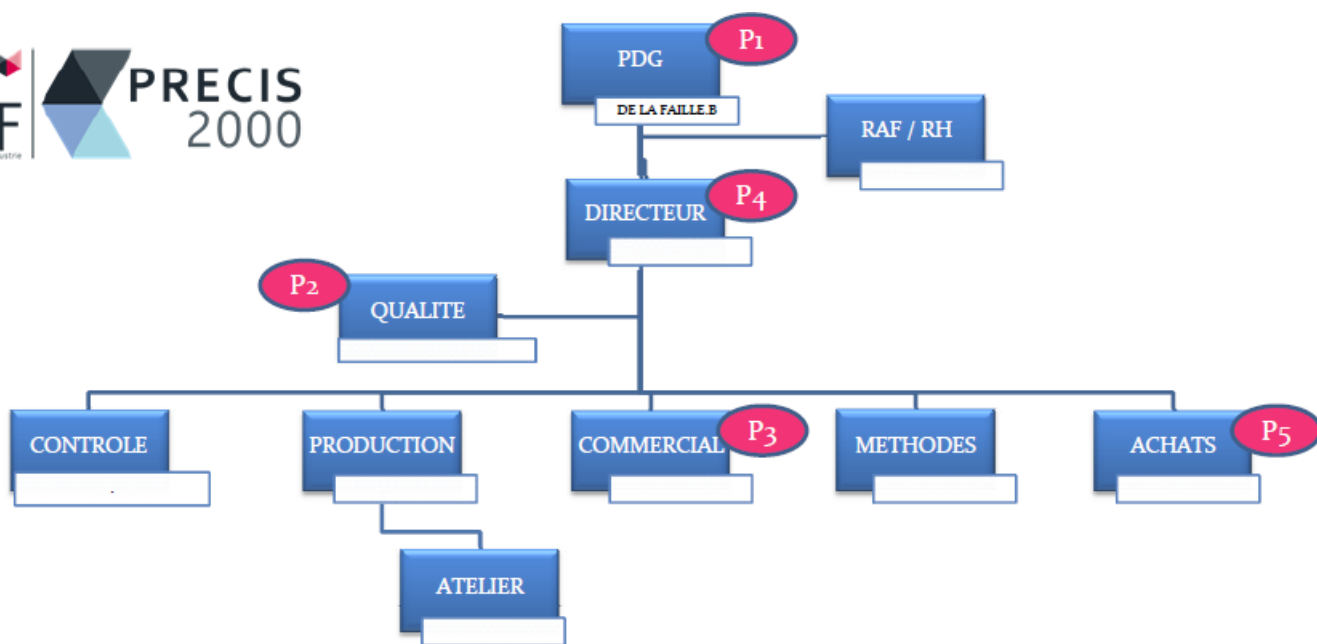 PDG
P1
DE LA FAILLE.B
F
PRECIS
2000
RAF / RH
DIRECTEUR
P4
P2
QUALITE
CONTROLE
.
PRODUCTION
COMMERCIAL
P3
METHODES
ACHATS
P5
ATELIER